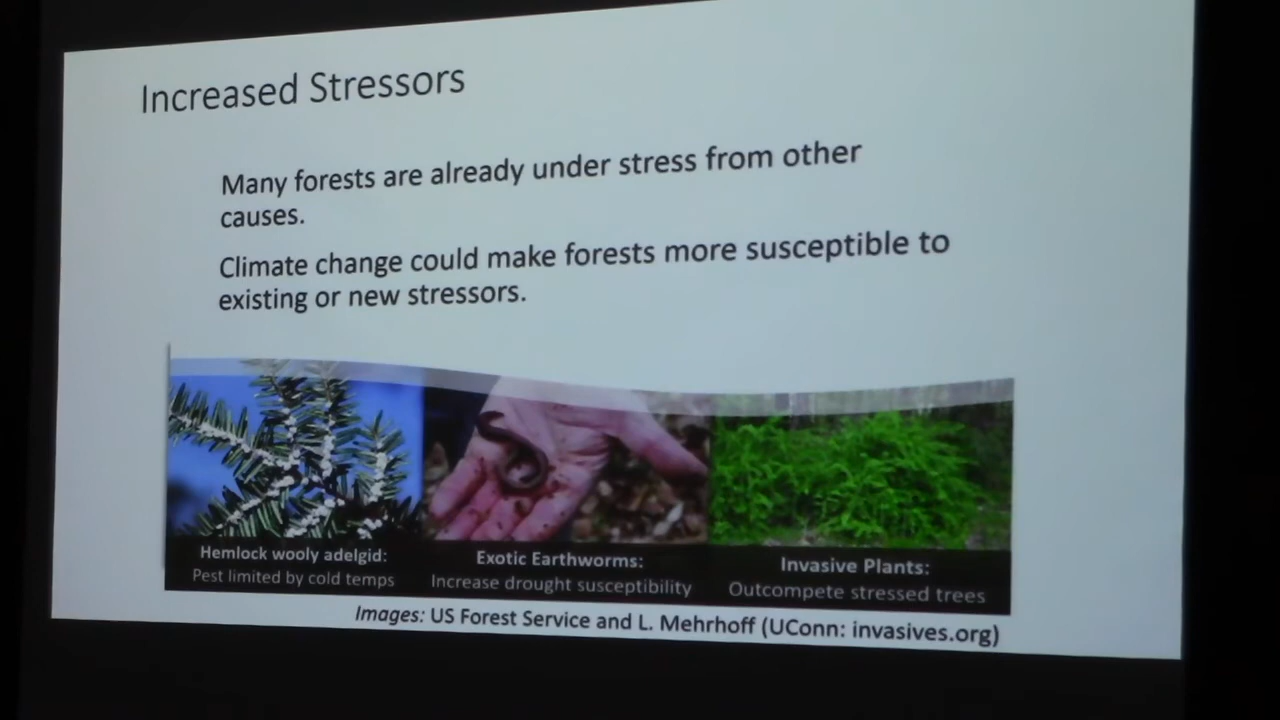 Increased Stressors
Many forests are already under stress from other
causes.
Climate change could make forests more susceptible to
existing or new stressors.
Hemlock wooly adelgid:
Pest limited by cold temps
Exotic Earthworms:
Increase drought susceptibility
Invasive Plants:
Outcompete stressed trees
Images: US Forest Service and L. Mehrhoff (UConn: invasives.org)